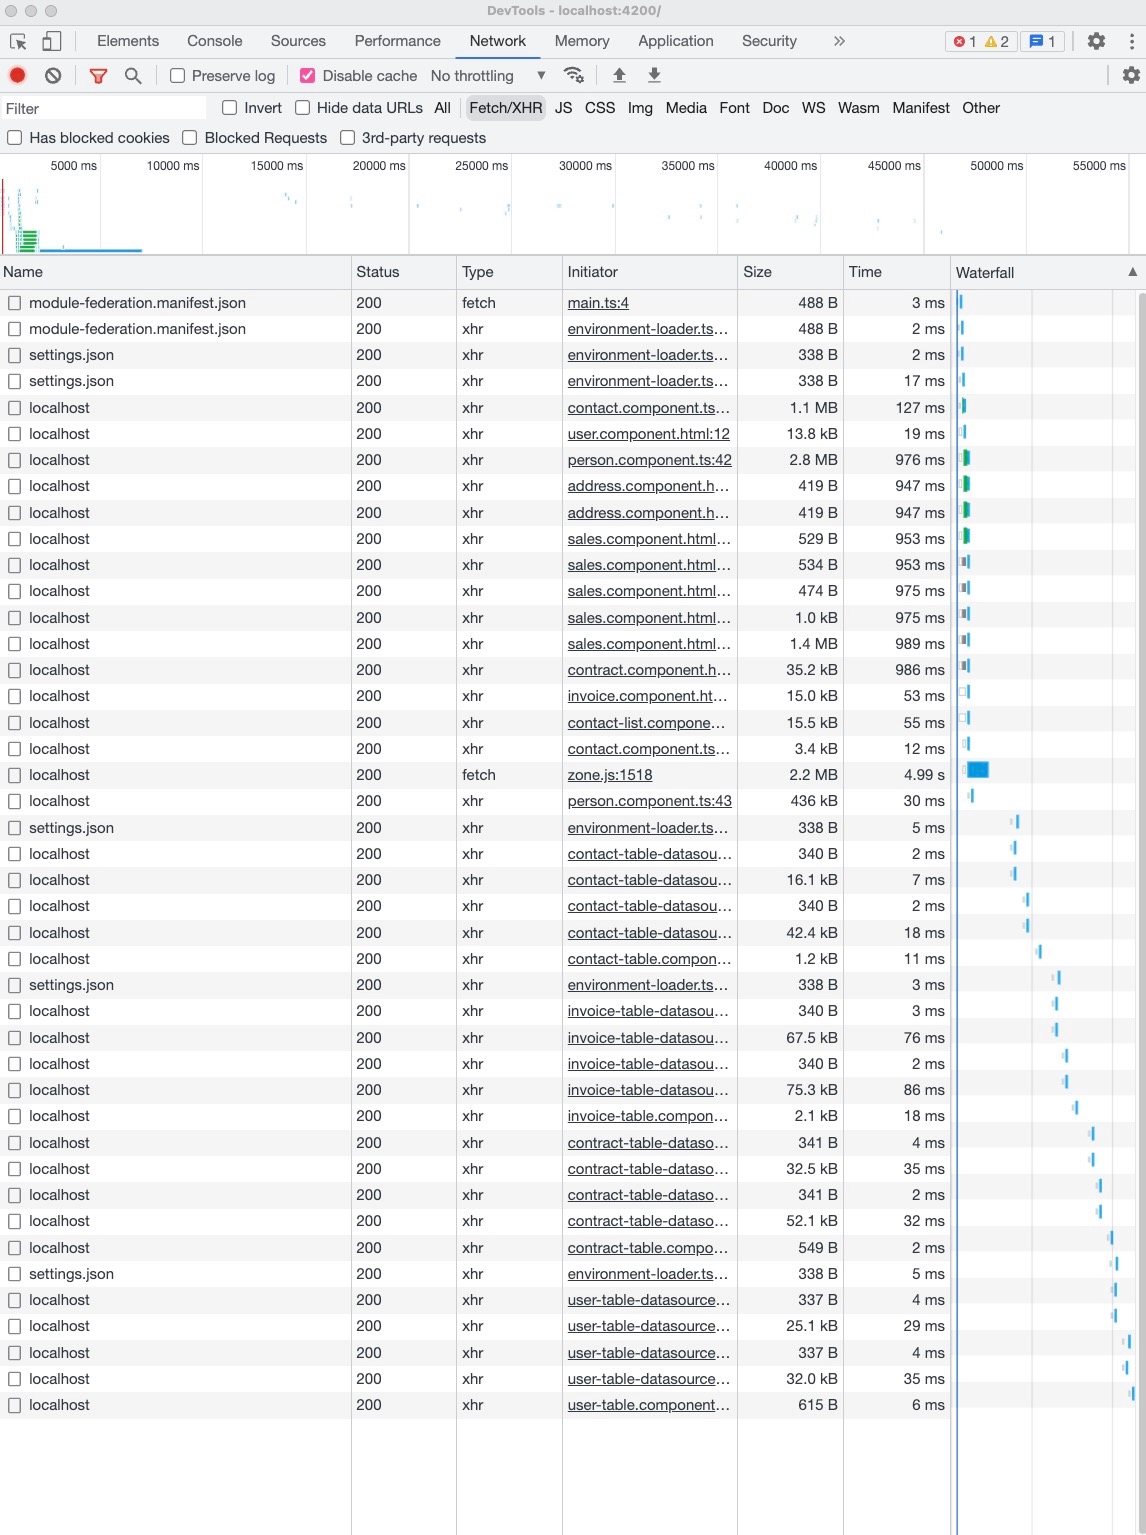 DevTools - localhost:4200/
Elements Console Sources Performance Network Memory Application Security » 1 2 1
Preserve log Disable cache No throttling
Filter Invert Hide data URLs All Fetch/XHR JS CSS Img Media Font Doc WS Wasm Manifest Other
Has blocked cookies Blocked Requests 3rd-party requests
5000 ms 10000 ms 15000 ms 20000 ms 25000 ms 30000 ms 35000 ms 40000 ms 45000 ms 50000 ms 55000 ms
Name Status Type Initiator Size Time Waterfall
module-federation.manifest.json 200 fetch main.ts:4 488 B 3 ms
module-federation.manifest.json 200 xhr environment-loader.ts... 488 B 2 ms
settings.json 200 xhr environment-loader.ts... 338 B 2 ms
settings.json 200 xhr environment-loader.ts... 338 B 17 ms
localhost 200 xhr contact.component.ts... 1.1 MB 127 ms
localhost 200 xhr user.component.html:12 13.8 kB 19 ms
localhost 200 xhr person.component.ts:42 2.8 MB 976 ms
localhost 200 xhr address.component.h... 419 B 947 ms
localhost 200 xhr address.component.h... 419 B 947 ms
localhost 200 xhr sales.component.html... 529 B 953 ms
localhost 200 xhr sales.component.html... 534 B 953 ms
localhost 200 xhr sales.component.html... 474 B 975 ms
localhost 200 xhr sales.component.html... 1.0 kB 975 ms
localhost 200 xhr sales.component.html... 1.4 MB 989 ms
localhost 200 xhr contract.component.h... 35.2 kB 986 ms
localhost 200 xhr invoice.component.ht... 15.0 kB 53 ms
localhost 200 xhr contact-list.compone... 15.5 kB 55 ms
localhost 200 xhr contact.component.ts... 3.4 kB 12 ms
localhost 200 fetch zone.js:1518 2.2 MB 4.99 s
localhost 200 xhr person.component.ts:43 436 kB 30 ms
settings.json 200 xhr environment-loader.ts... 338 B 5 ms
localhost 200 xhr contact-table-datasou... 340 B 2 ms
localhost 200 xhr contact-table-datasou... 16.1 kB 7 ms
localhost 200 xhr contact-table-datasou... 340 B 2 ms
localhost 200 xhr contact-table-datasou... 42.4 kB 18 ms
localhost 200 xhr contact-table.compon... 1.2 kB 11 ms
settings.json 200 xhr environment-loader.ts... 338 B 3 ms
localhost 200 xhr invoice-table-datasou... 340 B 3 ms
localhost 200 xhr invoice-table-datasou... 67.5 kB 76 ms
localhost 200 xhr invoice-table-datasou... 340 B 2 ms
localhost 200 xhr invoice-table-datasou... 75.3 kB 86 ms
localhost 200 xhr invoice-table.compon... 2.1 kB 18 ms
localhost 200 xhr contract-table-dataso... 341 B 4 ms
localhost 200 xhr contract-table-dataso... 32.5 kB 35 ms
localhost 200 xhr contract-table-dataso... 341 B 2 ms
localhost 200 xhr contract-table-dataso... 52.1 kB 32 ms
localhost 200 xhr contract-table.compo... 549 B 2 ms
settings.json 200 xhr environment-loader.ts... 338 B 5 ms
localhost 200 xhr user-table-datasource... 337 B 4 ms
localhost 200 xhr user-table-datasource... 25.1 kB 29 ms
localhost 200 xhr user-table-datasource... 337 B 4 ms
localhost 200 xhr user-table-datasource... 32.0 kB 35 ms
localhost 200 xhr user-table.component... 615 B 6 ms